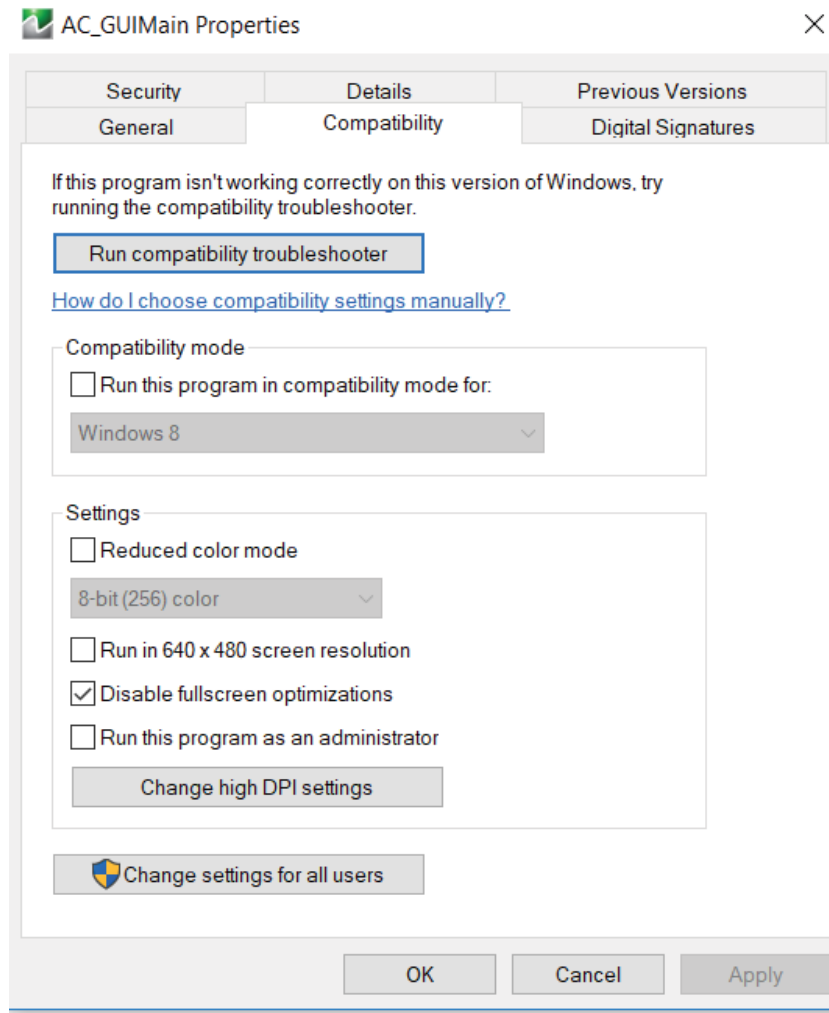 AC_GUIMain Properties
Security Details Previous Versions
General Compatibility Digital Signatures
If this program isn't working correctly on this version of Windows, try
running the compatibility troubleshooter.
Run compatibility troubleshooter
How do I choose compatibility settings manually?
Compatibility mode
Run this program in compatibility mode for:
Windows 8
Settings
Reduced color mode
8-bit (256) color
Run in 640 x 480 screen resolution
Disable fullscreen optimizations
Run this program as an administrator
Change high DPI settings
Change settings for all users
OK Cancel Apply